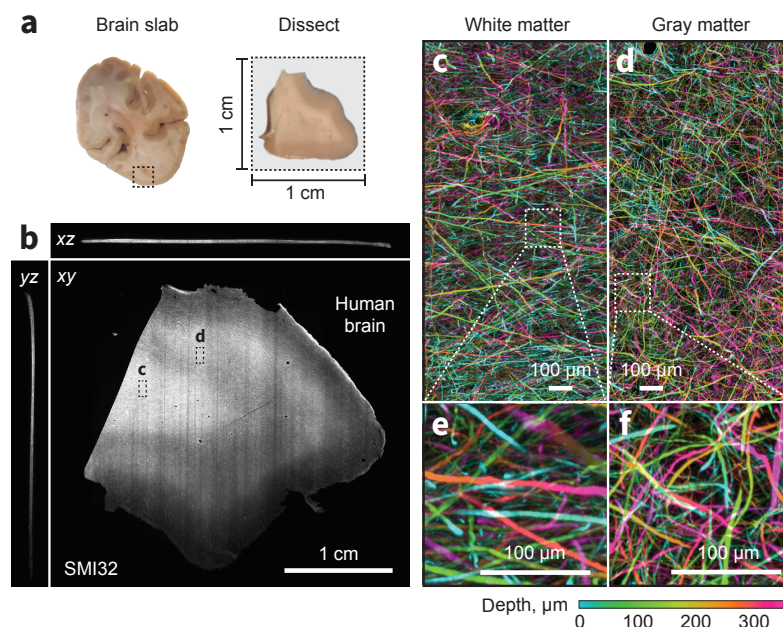 a
Brain slab
Dissect
1 cm
1 cm
b
xz
yz
xy
Human
brain
d
c
SMI32
1 cm
White matter
Gray matter
c
d
100 µm
100 µm
e
f
100 µm
100 µm
Depth, µm
0
100
200
300